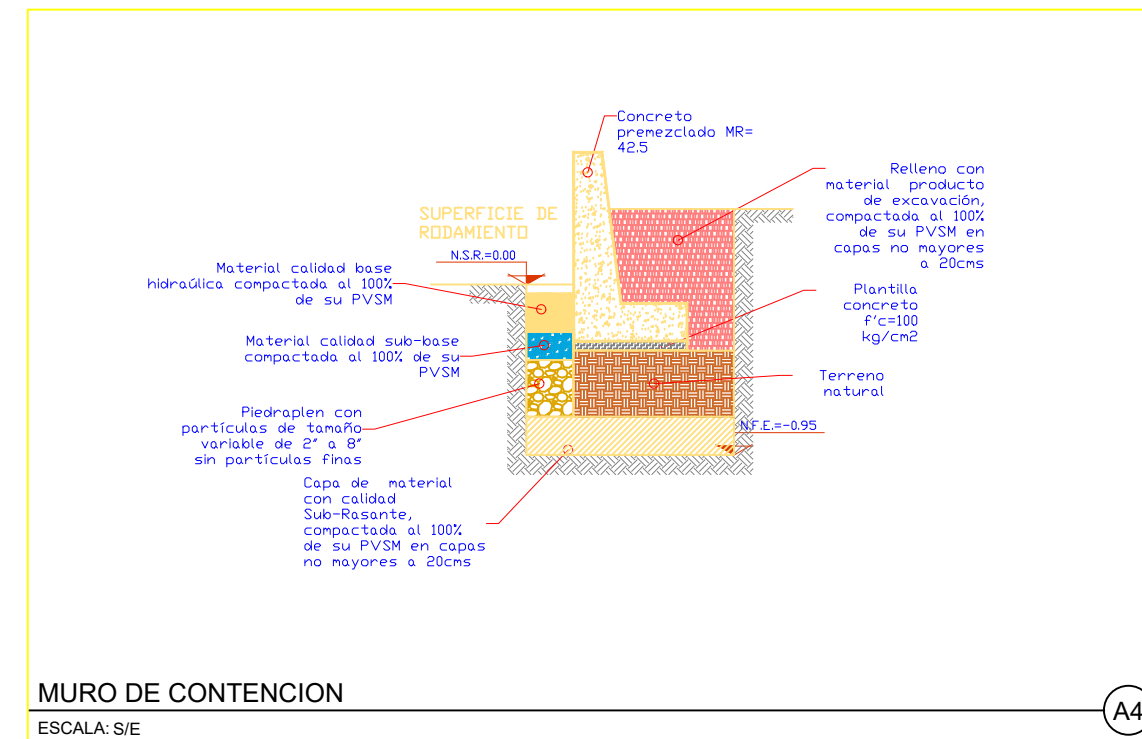 Concreto
premezclado MR=
42.5
Relleno con
material producto
de excavación,
compactada al 100%
de su PVSM en
capas no mayores
a 20cms
SUPERFICIE DE
RODAMIENTO
N.S.R.=0.00
Material calidad base
hidraúlica compactada al 100%
de su PVSM
Plantilla
concreto
f'c=100
kg/cm2
Material calidad sub-base
compactada al 100% de su
PVSM
Terreno
natural
Piedraplen con
partículas de tamaño
variable de 2" a 8"
sin partículas finas
N.F.E.=-0.95
Capa de material
con calidad
Sub-Rasante,
compactada al 100%
de su PVSM en capas
no mayores a 20cms
MURO DE CONTENCION
A4
ESCALA: S/E